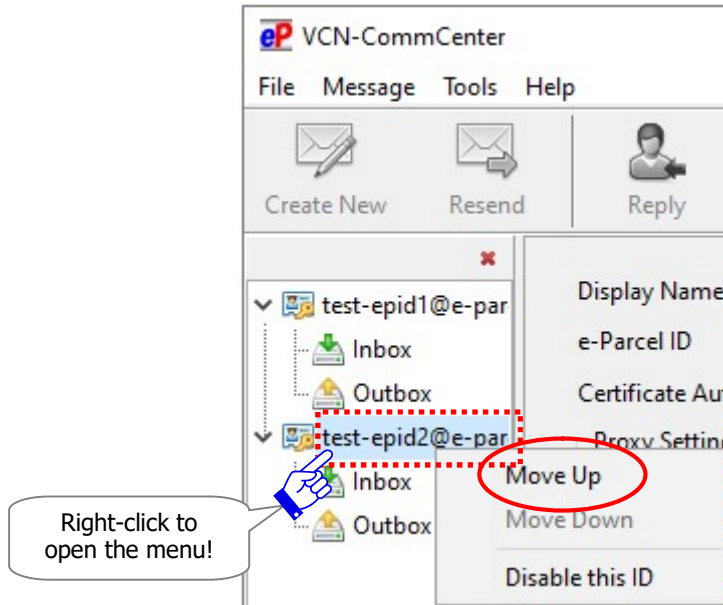 eP VCN-CommCenter
File Message Tools Help
Create New Resend Reply
test-epid1@e-par
Inbox
Outbox
test-epid2@e-par
Inbox
Outbox
Display Name
e-Parcel ID
Certificate Au
Proxy Setting
Move Up
Move Down
Disable this ID
Right-click to
open the menu!